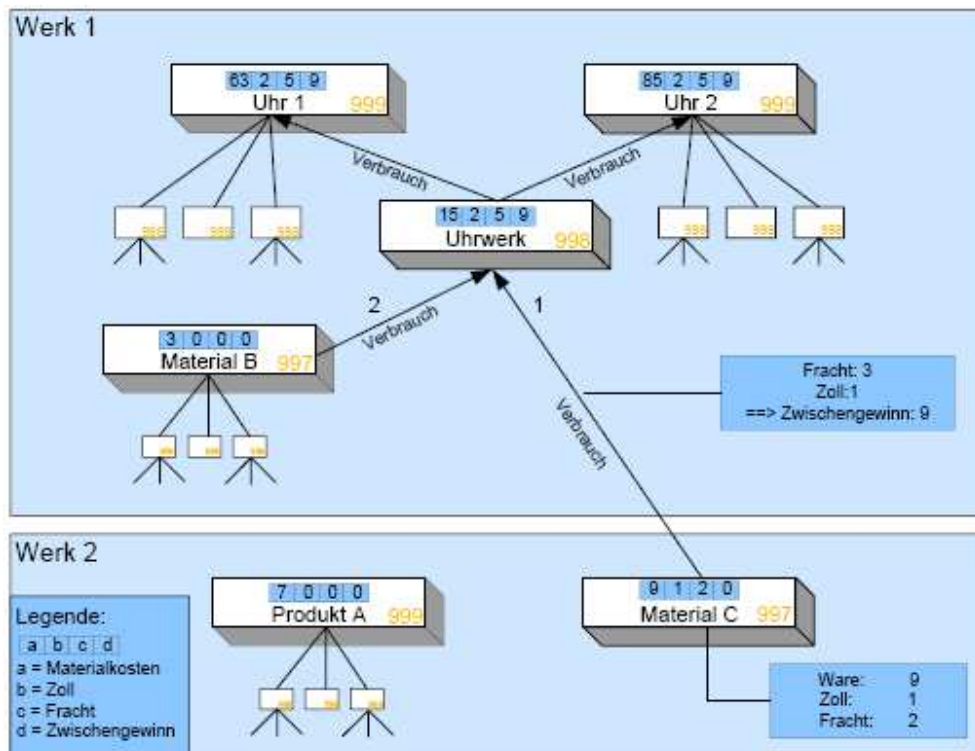 Werk 1
63 2 5 9
Uhr 1 999
85 2 5 9
Uhr 2 999
Verbrauch
Verbrauch
15 2 5 9
Uhrwerk 998
2
Verbrauch
1
3 0 0 0
Material B 997
Fracht: 3
Zoll:1
==> Zwischengewinn: 9
Verbrauch
Werk 2
7 0 0 0
Produkt A 999
9 1 2 0
Material C 997
Legende:
a b c d
a = Materialkosten
b = Zoll
c = Fracht
d = Zwischengewinn
Ware: 9
Zoll: 1
Fracht: 2